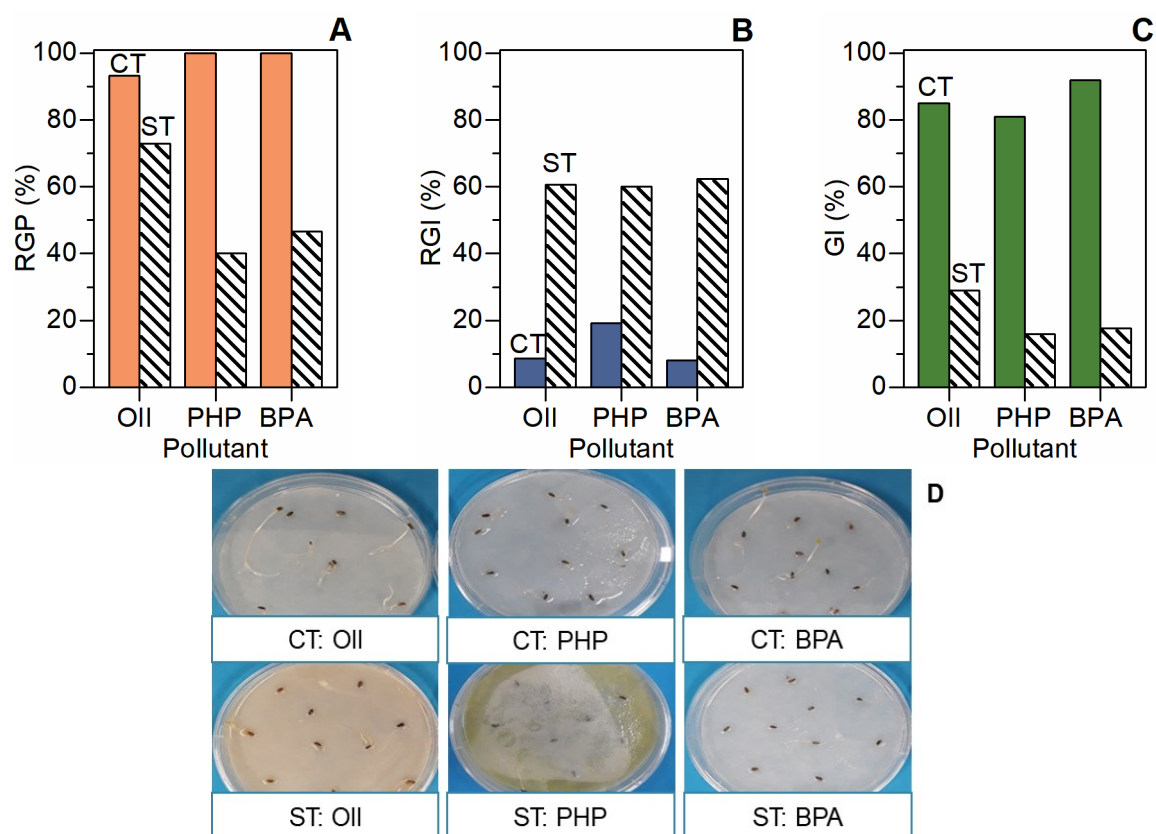 A
100
80
60
40
20
0
RGP (%)
CT
ST
OII PHP BPA
Pollutant
B
100
80
60
40
20
0
RGI (%)
CT
ST
OII PHP BPA
Pollutant
C
100
80
60
40
20
0
GI (%)
CT
ST
OII PHP BPA
Pollutant
D
CT: OII
CT: PHP
CT: BPA
ST: OII
ST: PHP
ST: BPA